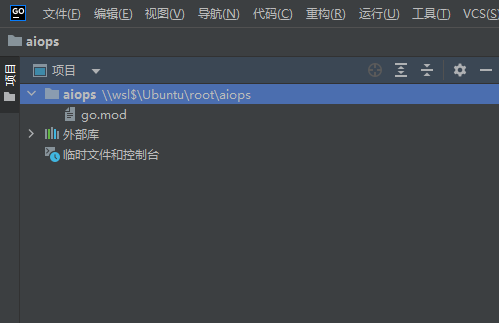 GO 文件(F) 编辑(E) 视图(V) 导航(N) 代码(C) 重构(R) 运行(U) 工具(T) VCS(S)
aiops
项目
项目
aiops \\wsl$\Ubuntu\root\aiops
go.mod
外部库
临时文件和控制台